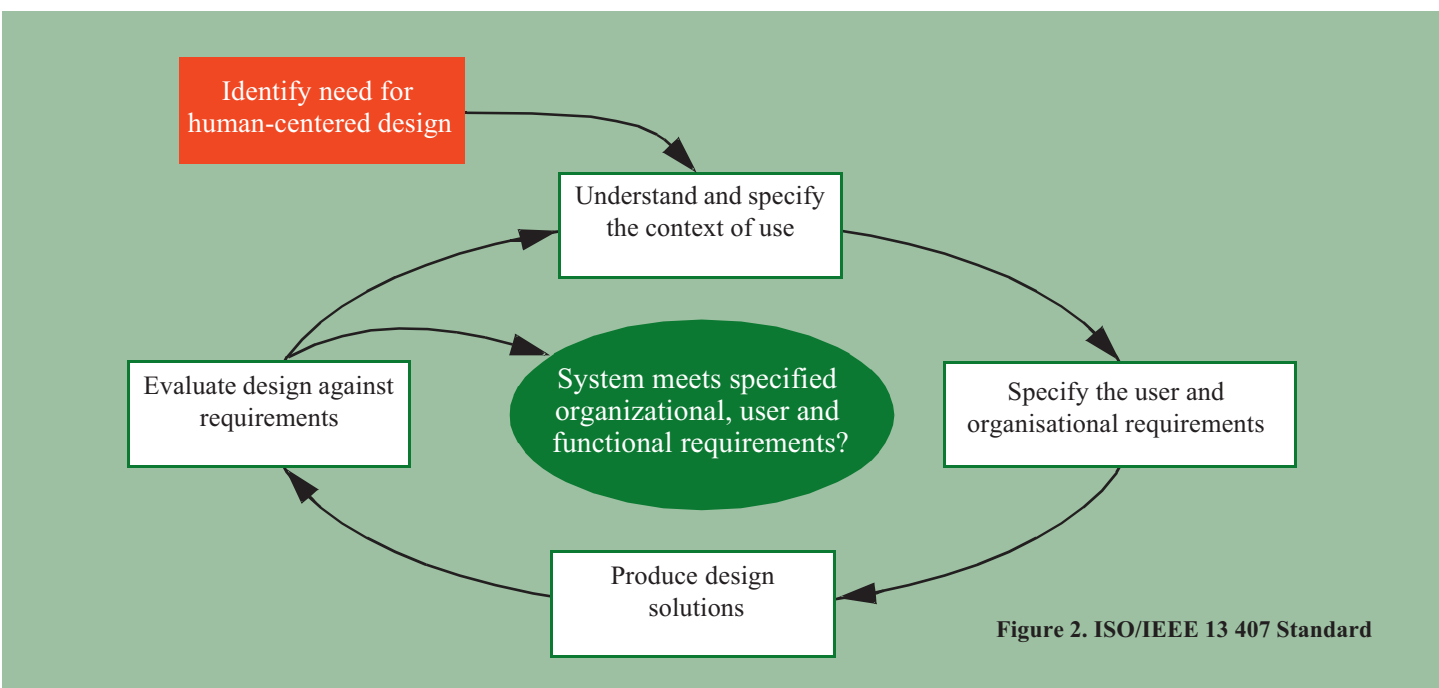 Identify need for
human-centered design
Understand and specify
the context of use
Evaluate design against
requirements
System meets specified
organizational, user and
functional requirements?
Specify the user and
organisational requirements
Produce design
solutions
Figure 2. ISO/IEEE 13 407 Standard